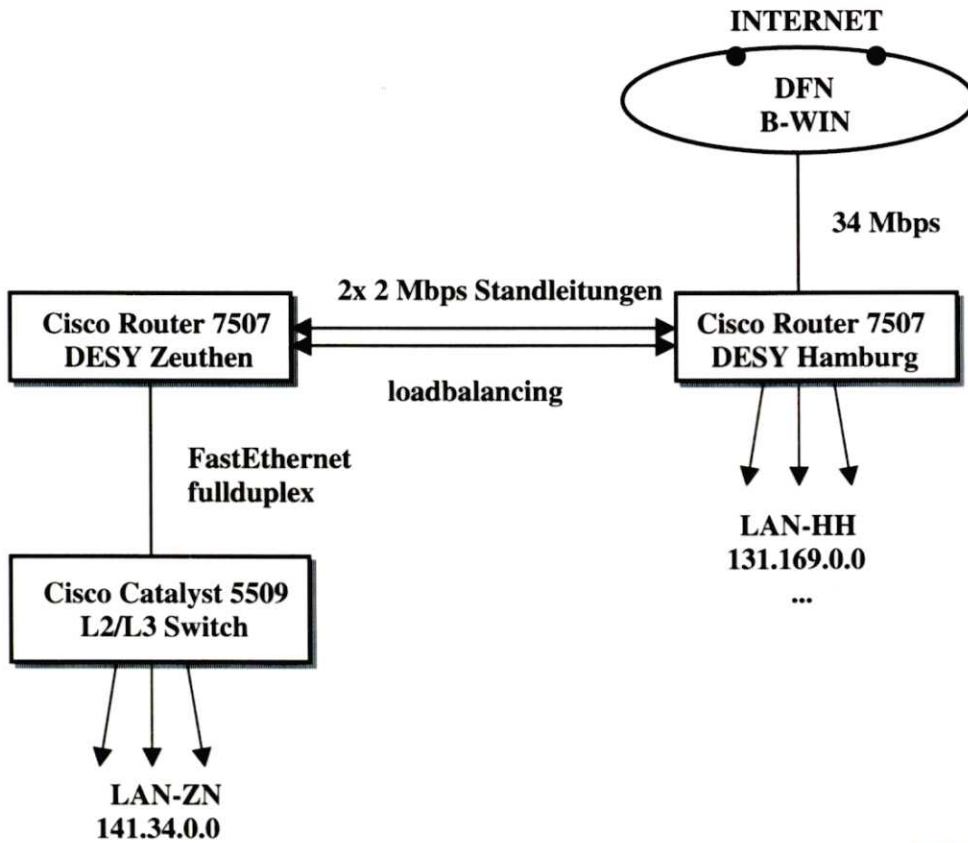 INTERNET
DFN
B-WIN
34 Mbps
2x 2 Mbps Standleitungen
Cisco Router 7507
DESY Zeuthen
Cisco Router 7507
DESY Hamburg
loadbalancing
FastEthernet
fullduplex
LAN-HH
131.169.0.0
...
Cisco Catalyst 5509
L2/L3 Switch
LAN-ZN
141.34.0.0